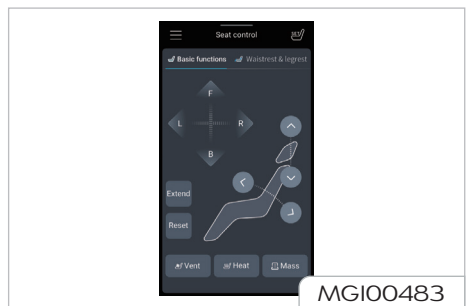 Seat control
Basic functions Waistrest & legrest
F
L R
B
Extend
Reset
Vent Heat Mass
MGI00483